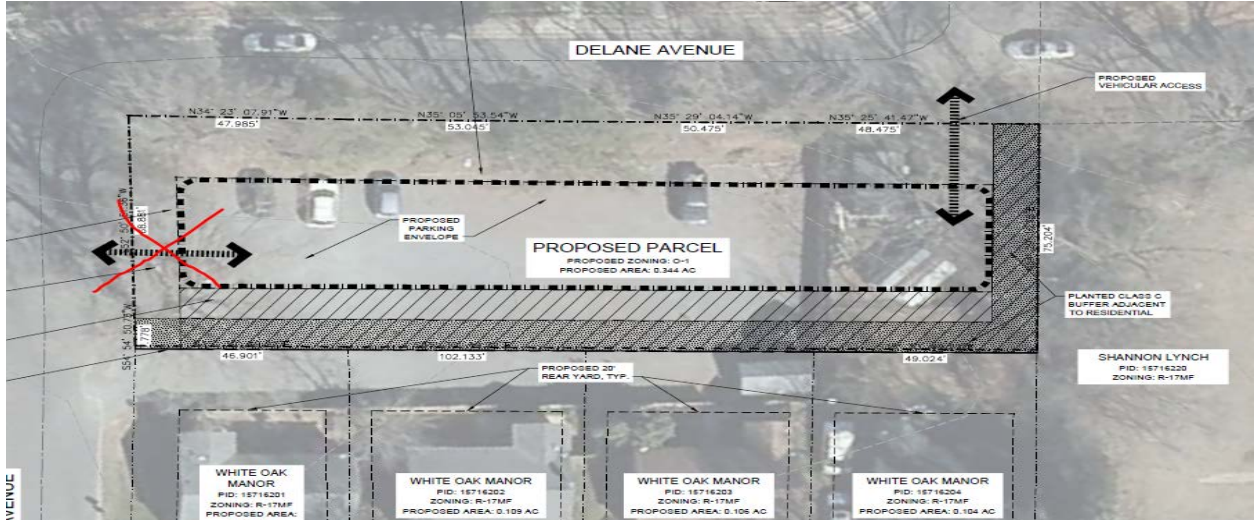 DELANE AVENUE
PROPOSED
VEHICULAR ACCESS
N34° 23' 07.91"W
47.985'
N35° 05' 53.54"W
53.045'
N35° 29' 04.14"W
50.475'
N35° 25' 41.47"W
48.475'
PROPOSED
PARKING
ENVELOPE
PROPOSED PARCEL
PROPOSED ZONING: O-1
PROPOSED AREA: 0.344 AC
75.204'
PLANTED CLASS C
BUFFER ADJACENT
TO RESIDENTIAL
46.901'
102.133'
49.024'
PROPOSED 20'
REAR YARD, TYP.
SHANNON LYNCH
PID: 15716220
ZONING: R-17MF
WHITE OAK
MANOR
PID: 15716201
ZONING: R-17MF
PROPOSED AREA:
WHITE OAK MANOR
PID: 15716202
ZONING: R-17MF
PROPOSED AREA: 0.109 AC
WHITE OAK MANOR
PID: 15716203
ZONING: R-17MF
PROPOSED AREA: 0.106 AC
WHITE OAK MANOR
PID: 15716204
ZONING: R-17MF
PROPOSED AREA: 0.104 AC
AVENUE